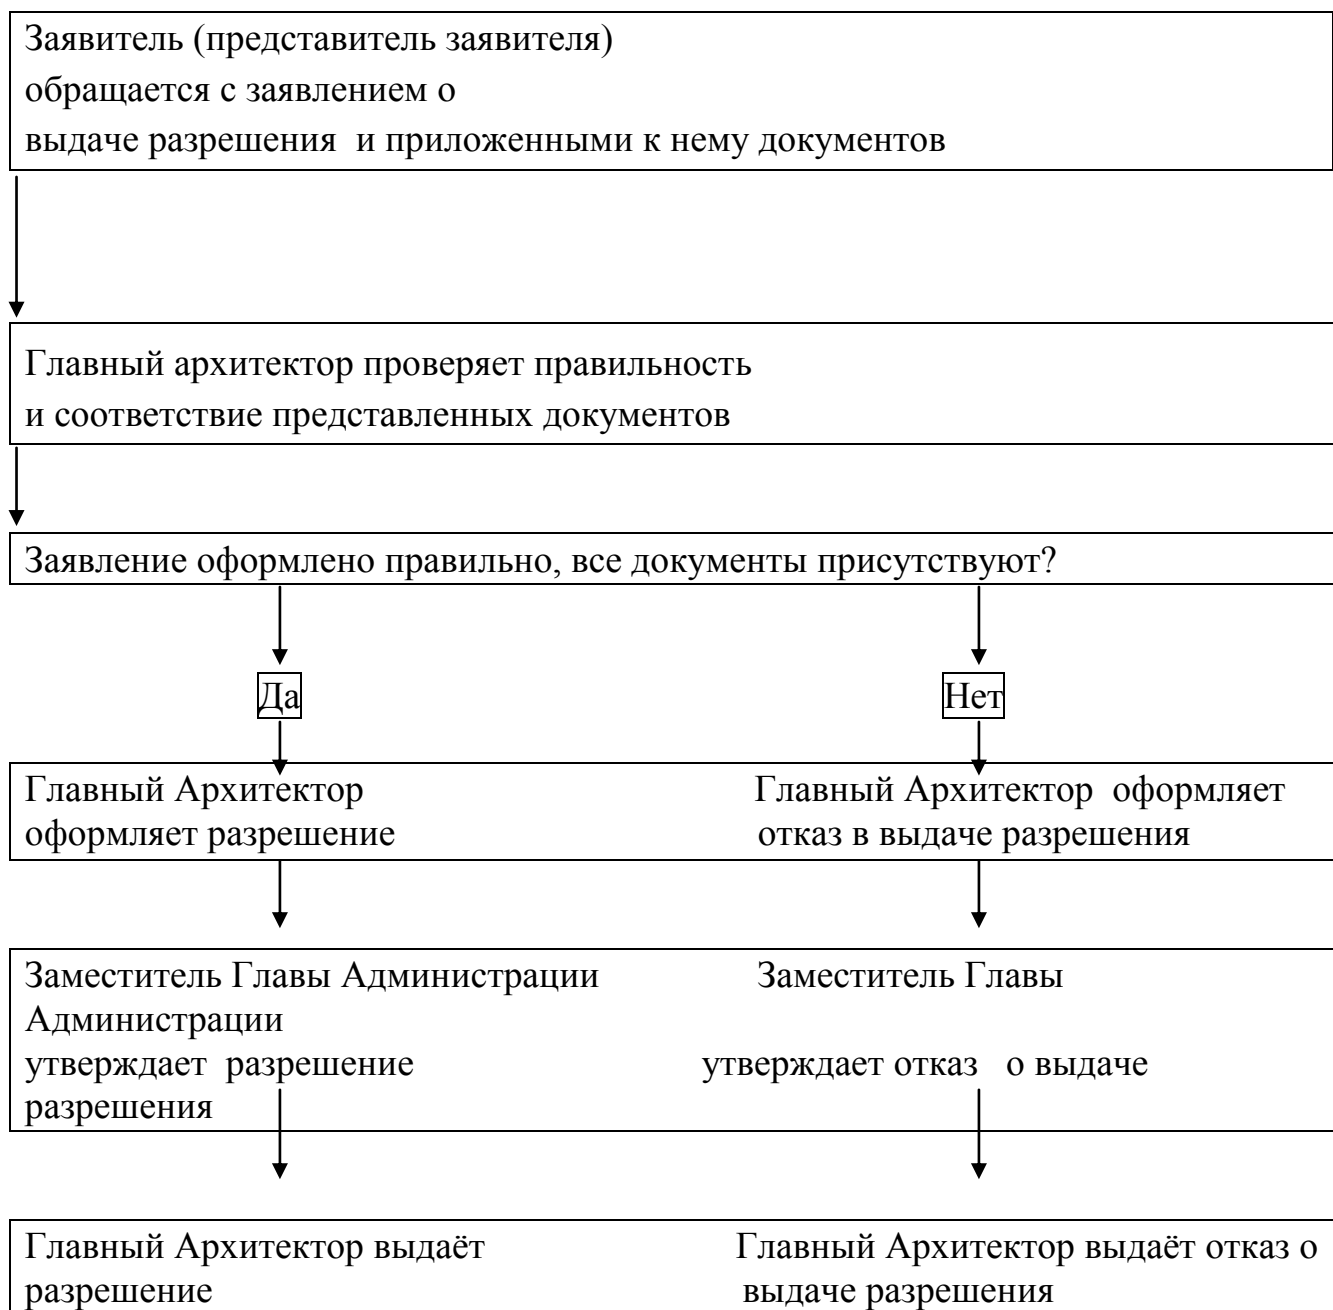 Заявитель (представитель заявителя)
обращается с заявлением о
выдаче разрешения  и приложенными к нему документов
Главный архитектор проверяет правильность
и соответствие представленных документов
Заявление оформлено правильно, все документы присутствуют?
Да
Нет
Главный Архитектор    Главный Архитектор  оформляет
оформляет разрешение    отказ в выдаче разрешения
Заместитель Главы Администрации    Заместитель Главы
Администрации
утверждает  разрешение    утверждает отказ   о выдаче
разрешения
Главный Архитектор выдаёт    Главный Архитектор выдаёт отказ о
разрешение    выдаче разрешения